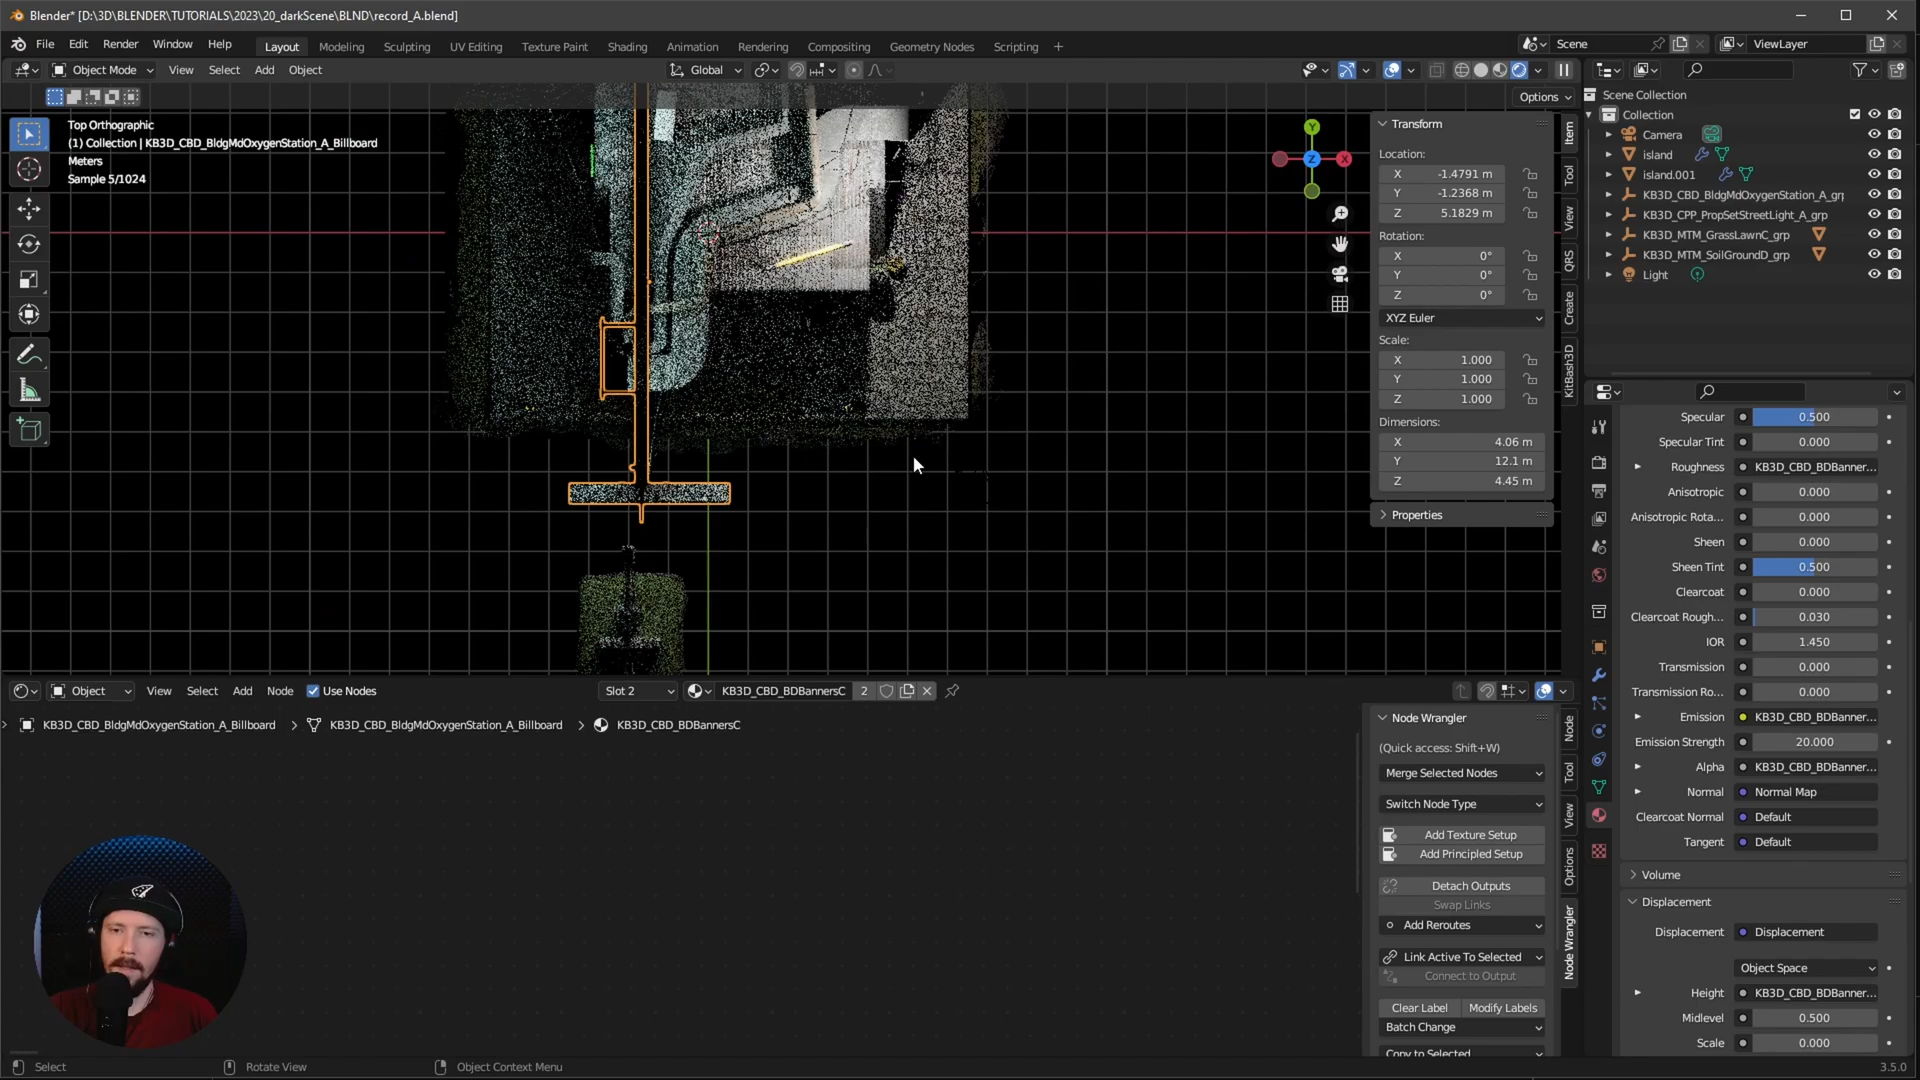 Blender* [D:\3D\BLENDER\TUTORIALS\2023\20_darkScene\BLND\record_A.blend]
File Edit Render Window Help Layout Modeling Sculpting UV Editing Texture Paint Shading Animation Rendering Compositing Geometry Nodes Scripting + Scene ViewLayer
Object Mode View Select Add Object Global
Options
Top Orthographic
(1) Collection | KB3D_CBD_BldgMdOxygenStation_A_Billboard
Meters
Sample 5/1024
Y
Z
X
Transform
Location:
X -1.4791 m
Y -1.2368 m
Z 5.1829 m
Rotation:
X 0°
Y 0°
Z 0°
XYZ Euler
Scale:
X 1.000
Y 1.000
Z 1.000
Dimensions:
X 4.06 m
Y 12.1 m
Z 4.45 m
Properties
Item
Tool
View
QRS
Create
KitBash3D
Scene Collection
Collection
Camera
island
island.001
KB3D_CBD_BldgMdOxygenStation_A_grp
KB3D_CPP_PropSetStreetLight_A_grp
KB3D_MTM_GrassLawnC_grp
KB3D_MTM_SoilGroundD_grp
Light
Specular 0.500
Specular Tint 0.000
Roughness KB3D_CBD_BDBanner...
Anisotropic 0.000
Anisotropic Rota... 0.000
Sheen 0.000
Sheen Tint 0.500
Clearcoat 0.000
Clearcoat Rough... 0.030
IOR 1.450
Transmission 0.000
Transmission Ro... 0.000
Emission KB3D_CBD_BDBanner...
Emission Strength 20.000
Alpha KB3D_CBD_BDBanner...
Normal Normal Map
Clearcoat Normal Default
Tangent Default
Volume
Displacement
Displacement Displacement
Object Space
Height KB3D_CBD_BDBanner...
Midlevel 0.500
Scale 0.000
Object View Select Add Node Use Nodes Slot 2 KB3D_CBD_BDBannersC 2
KB3D_CBD_BldgMdOxygenStation_A_Billboard > KB3D_CBD_BldgMdOxygenStation_A_Billboard > KB3D_CBD_BDBannersC
Node Wrangler
(Quick access: Shift+W)
Merge Selected Nodes
Switch Node Type
Add Texture Setup
Add Principled Setup
Detach Outputs
Swap Links
Add Reroutes
Link Active To Selected
Connect to Output
Clear Label Modify Labels
Batch Change
Copy to Selected
Node
Tool
View
Options
Node Wrangler
Select Rotate View Object Context Menu 3.5.0